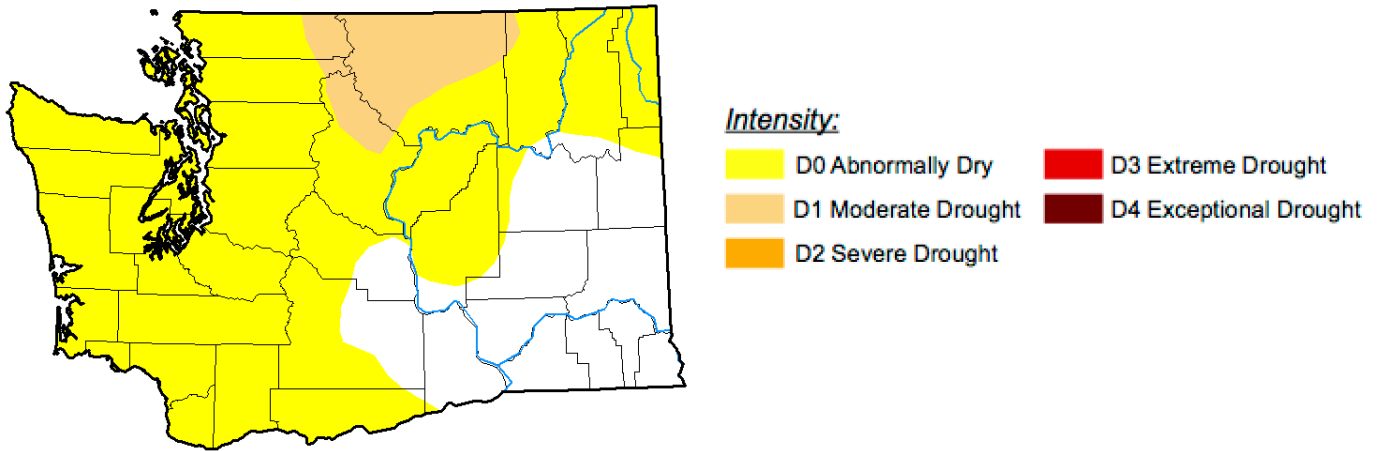 Intensity:
D0 Abnormally Dry
D1 Moderate Drought
D2 Severe Drought
D3 Extreme Drought
D4 Exceptional Drought